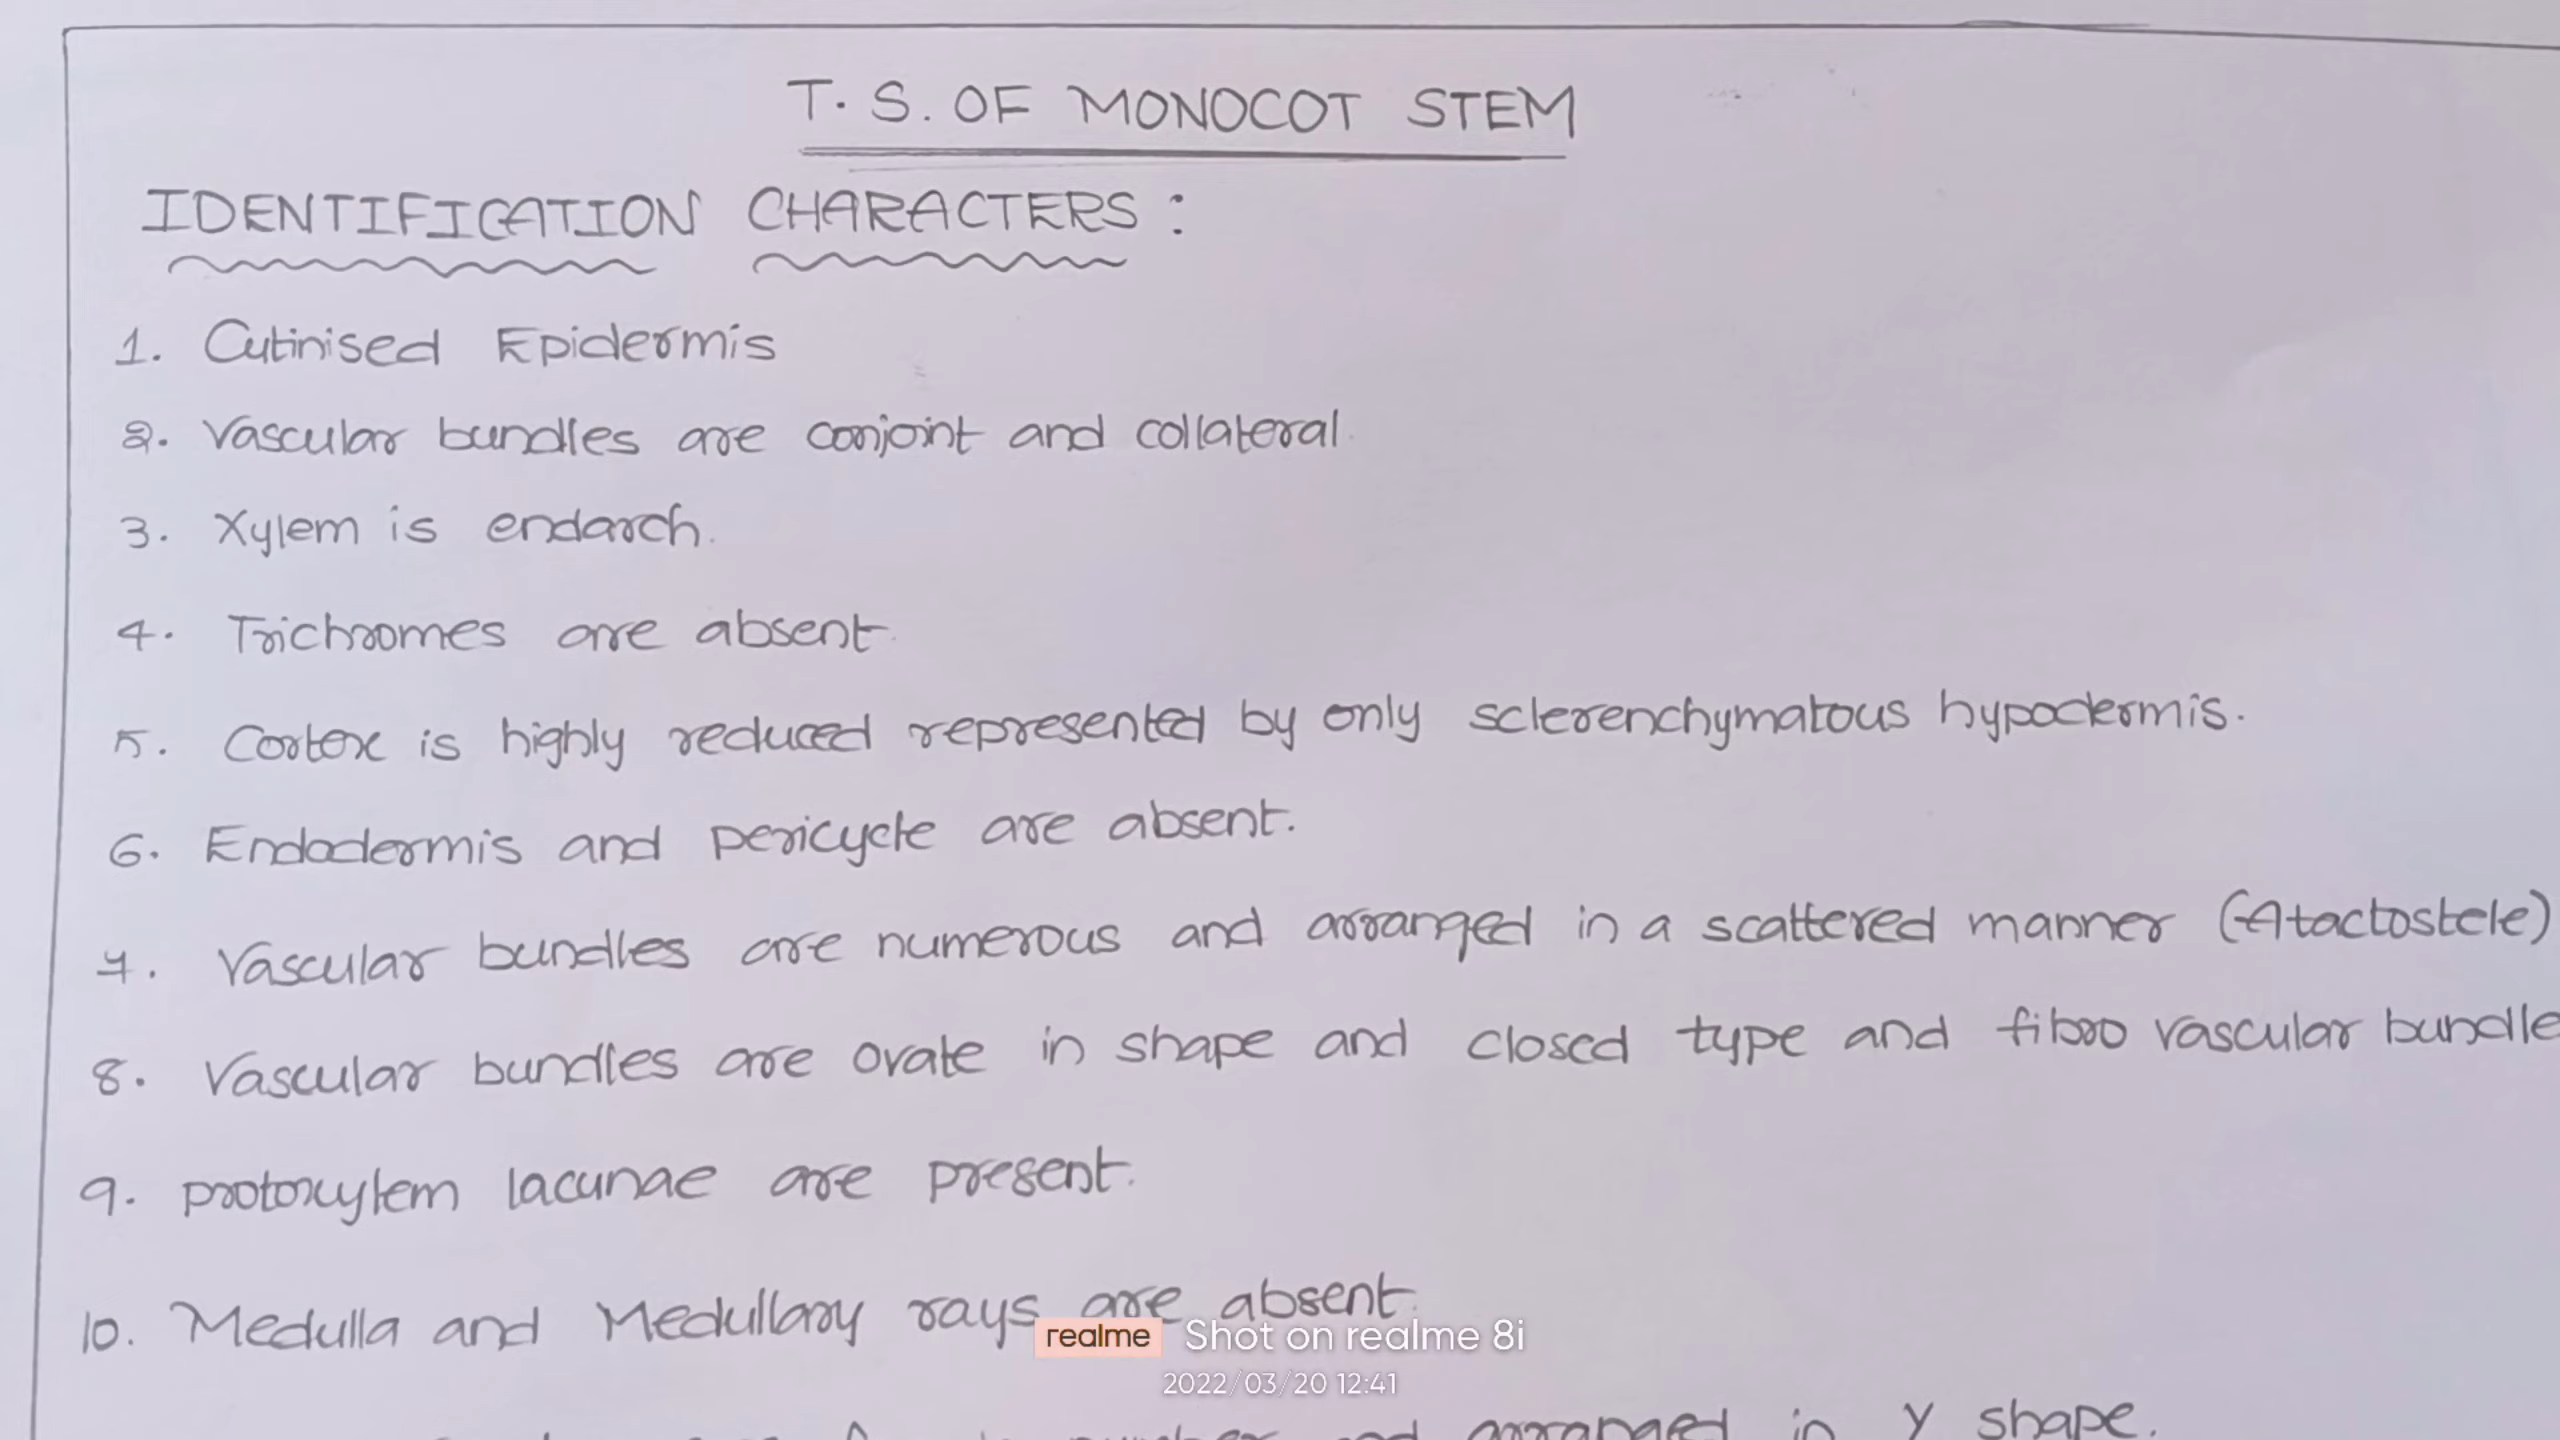 T. S. OF MONOCOT STEM
IDENTIFICATION CHARACTERS :
1. Cutinised Epidermis
2. Vascular bundles are conjoint and collateral.
3. Xylem is endarch.
4. Trichromes are absent.
5. Cortex is highly reduced represented by only sclerenchymatous hypodermis.
6. Endodermis and pericycle are absent.
7. Vascular bundles are numerous and arranged in a scattered manner (Atactostele)
8. Vascular bundles are ovate in shape and closed type and fibro vascular bundle
9. protoxylem lacunae are present.
10. Medulla and Medullary rays are absent.
realme Shot on realme 8i
2022/03/20 12:41
number and arranged in y shape.